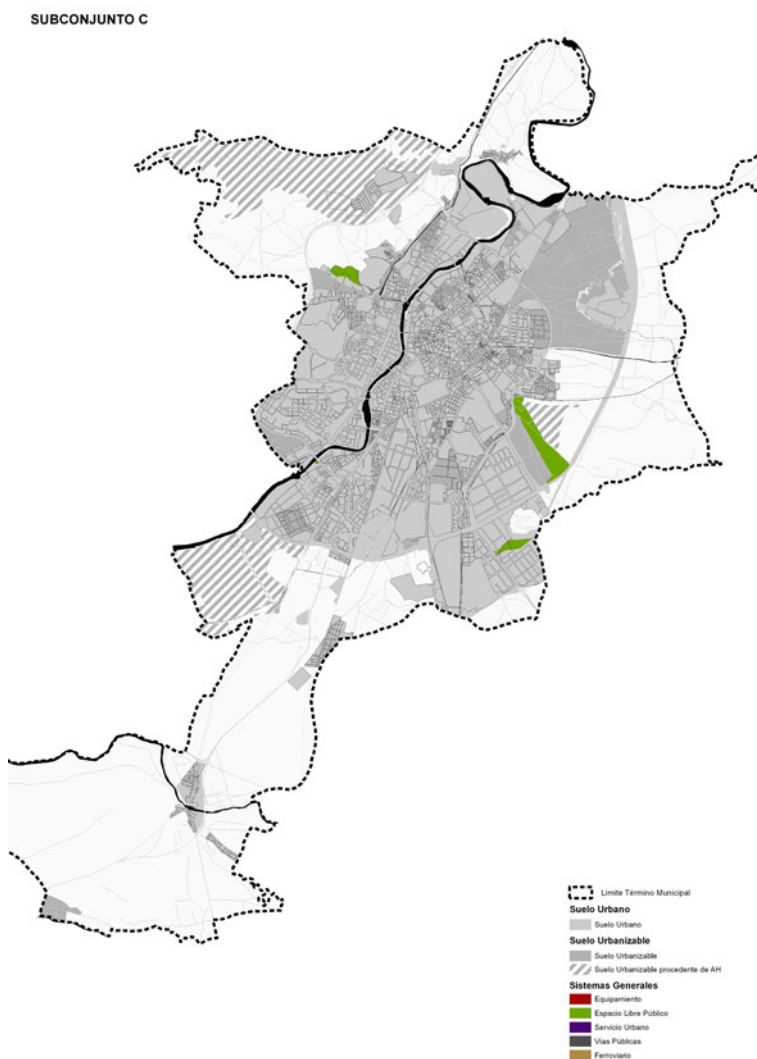 SUBCONJUNTO C
Límite Término Municipal
Suelo Urbano
Suelo Urbano
Suelo Urbanizable
Suelo Urbanizable
Suelo Urbanizable procedente de AH
Sistemas Generales
Equipamiento
Espacio Libre Público
Servicio Urbano
Vías Públicas
Ferroviario